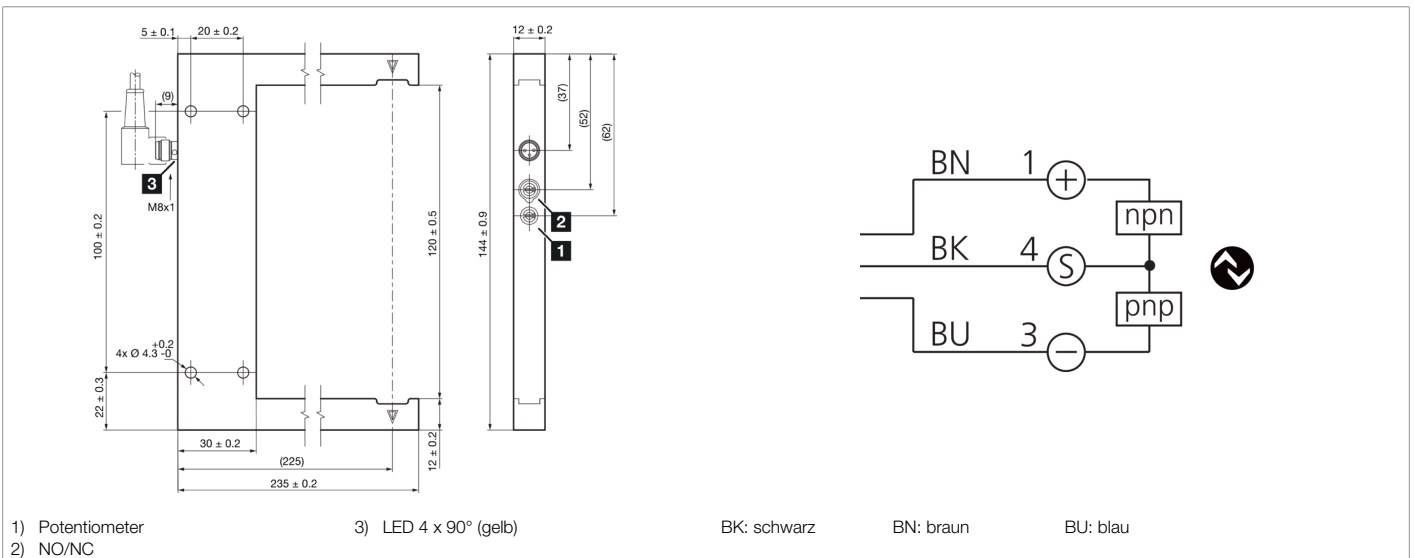 5 ± 0.1
20 ± 0.2
12 ± 0.2
(9)
(37)
(52)
(62)
3
M8x1
2
1
100 ± 0.2
120 ± 0.5
144 ± 0.9
+0.2
4x Ø 4.3 -0
22 ± 0.3
30 ± 0.2
12 ± 0.2
(225)
235 ± 0.2
BN 1 +
npn
BK 4 S
pnp
BU 3 −
1) Potentiometer 3) LED 4 x 90° (gelb) BK: schwarz BN: braun BU: blau
2) NO/NC